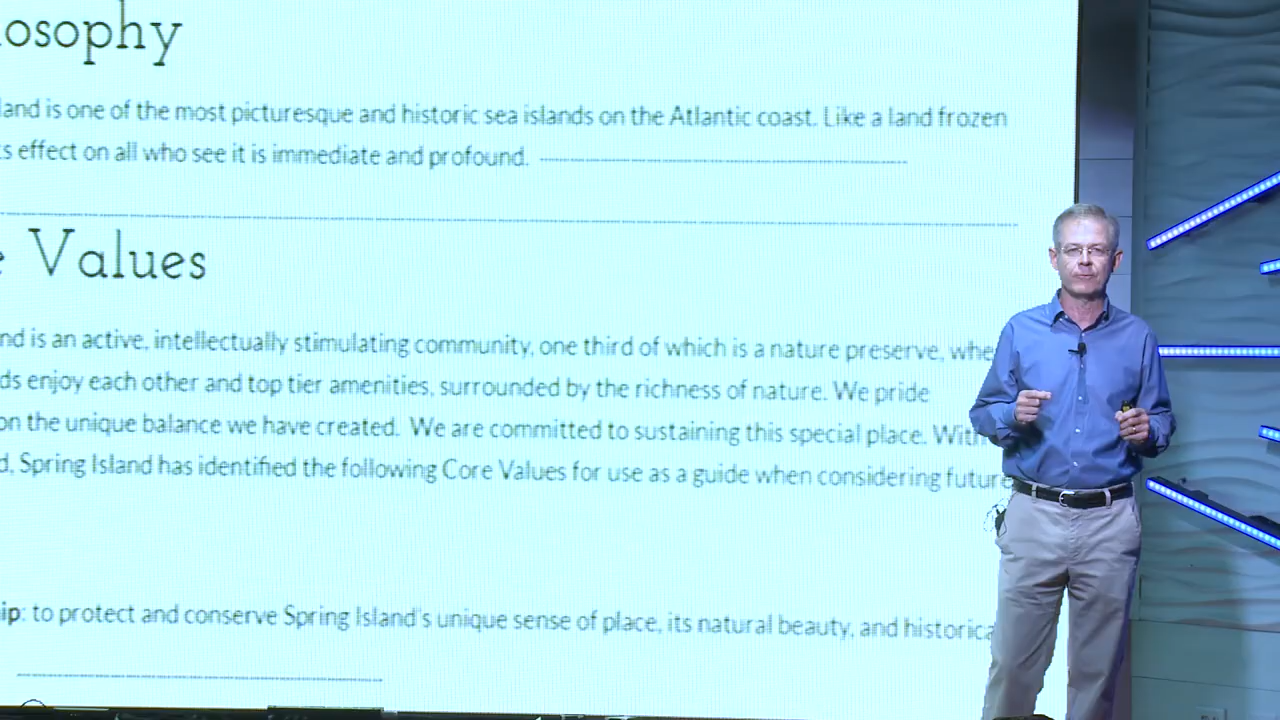 losophy
land is one of the most picturesque and historic sea islands on the Atlantic coast. Like a land frozen
s effect on all who see it is immediate and profound.
e Values
nd is an active, intellectually stimulating community, one third of which is a nature preserve, whe
ds enjoy each other and top tier amenities, surrounded by the richness of nature. We pride
on the unique balance we have created. We are committed to sustaining this special place. With
d, Spring Island has identified the following Core Values for use as a guide when considering future
ip: to protect and conserve Spring Island's unique sense of place, its natural beauty, and historica